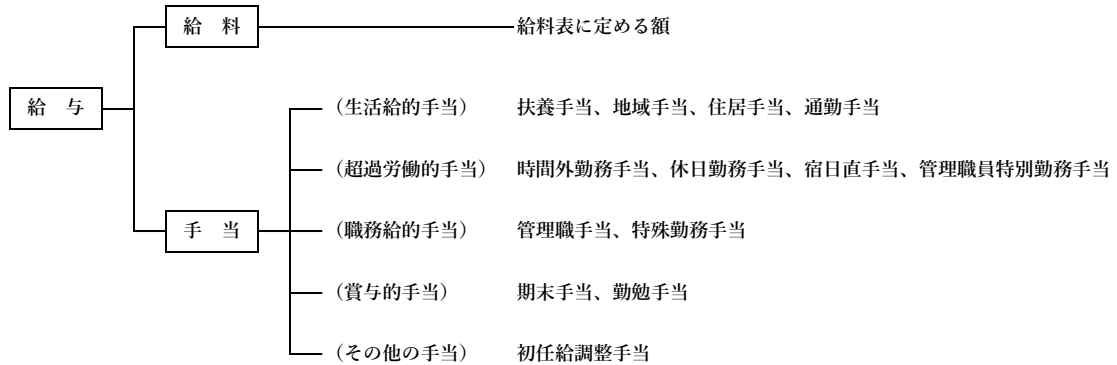 給　料　給料表に定める額
給　与
（生活給的手当）　扶養手当、地域手当、住居手当、通勤手当
（超過労働的手当）　時間外勤務手当、休日勤務手当、宿日直手当、管理職員特別勤務手当
手　当　（職務給的手当）　管理職手当、特殊勤務手当
（賞与的手当）　期末手当、勤勉手当
（その他の手当）　初任給調整手当